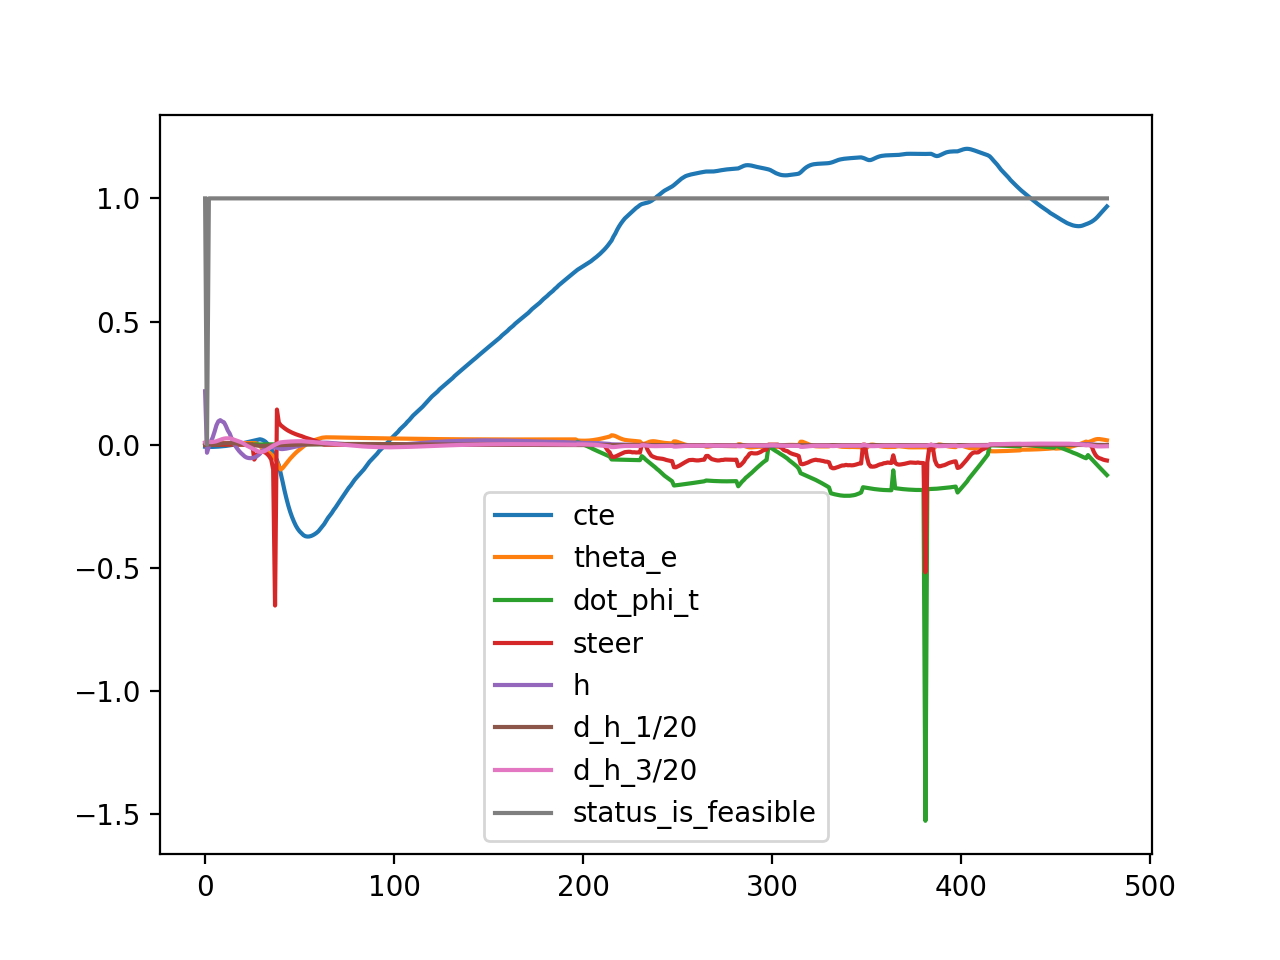 1.0
0.5
0.0
−0.5
−1.0
−1.5
cte
theta_e
dot_phi_t
steer
h
d_h_1/20
d_h_3/20
status_is_feasible
0 100 200 300 400 500